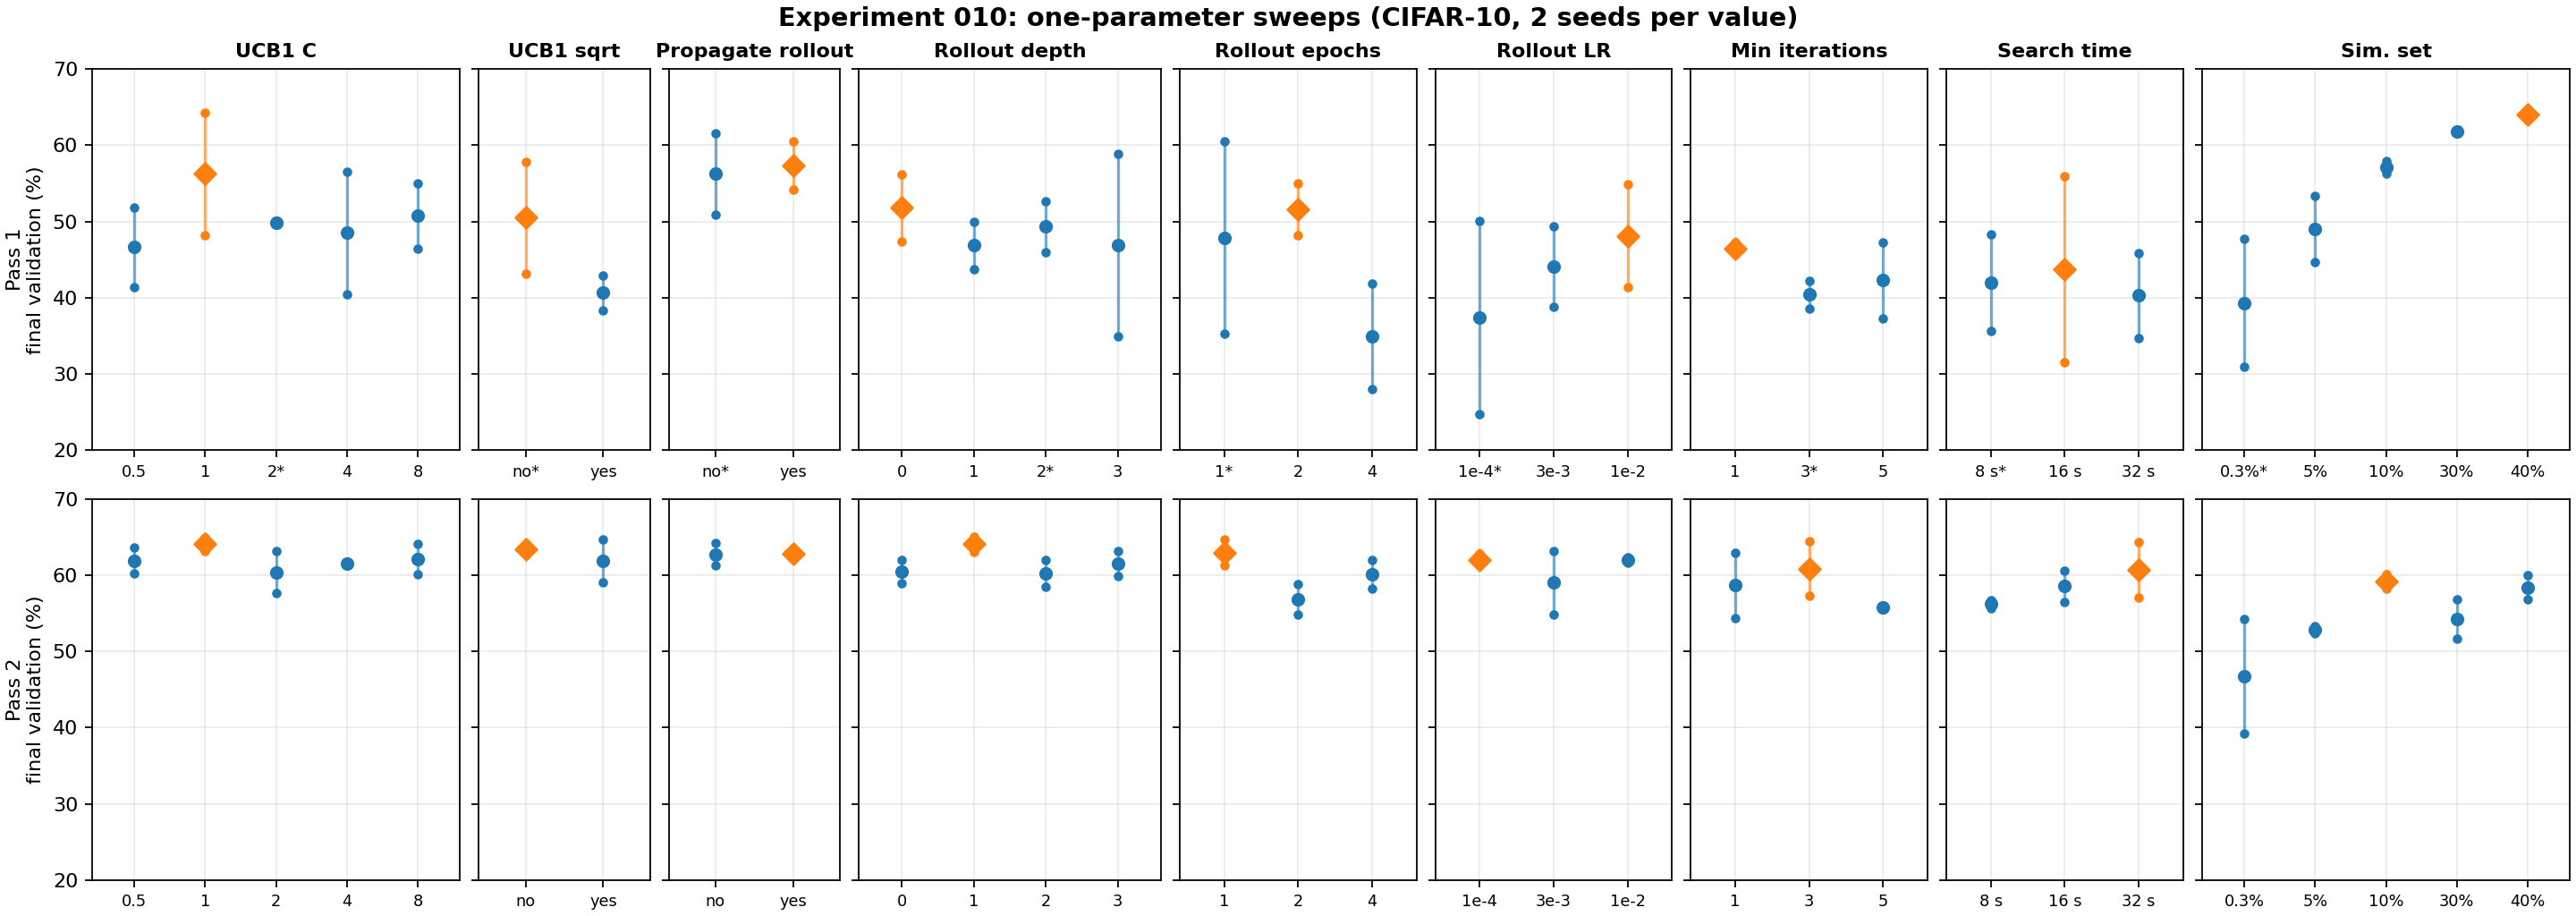 Experiment 010: one-parameter sweeps (CIFAR-10, 2 seeds per value)
UCB1 C
UCB1 sqrt
Propagate rollout
Rollout depth
Rollout epochs
Rollout LR
Min iterations
Search time
Sim. set
Pass 1
final validation (%)
70
60
50
40
30
20
0.5 1 2* 4 8
no* yes
no* yes
0 1 2* 3
1* 2 4
1e-4* 3e-3 1e-2
1 3* 5
8 s* 16 s 32 s
0.3%* 5% 10% 30% 40%
Pass 2
final validation (%)
70
60
50
40
30
20
0.5 1 2 4 8
no yes
no yes
0 1 2 3
1 2 4
1e-4 3e-3 1e-2
1 3 5
8 s 16 s 32 s
0.3% 5% 10% 30% 40%